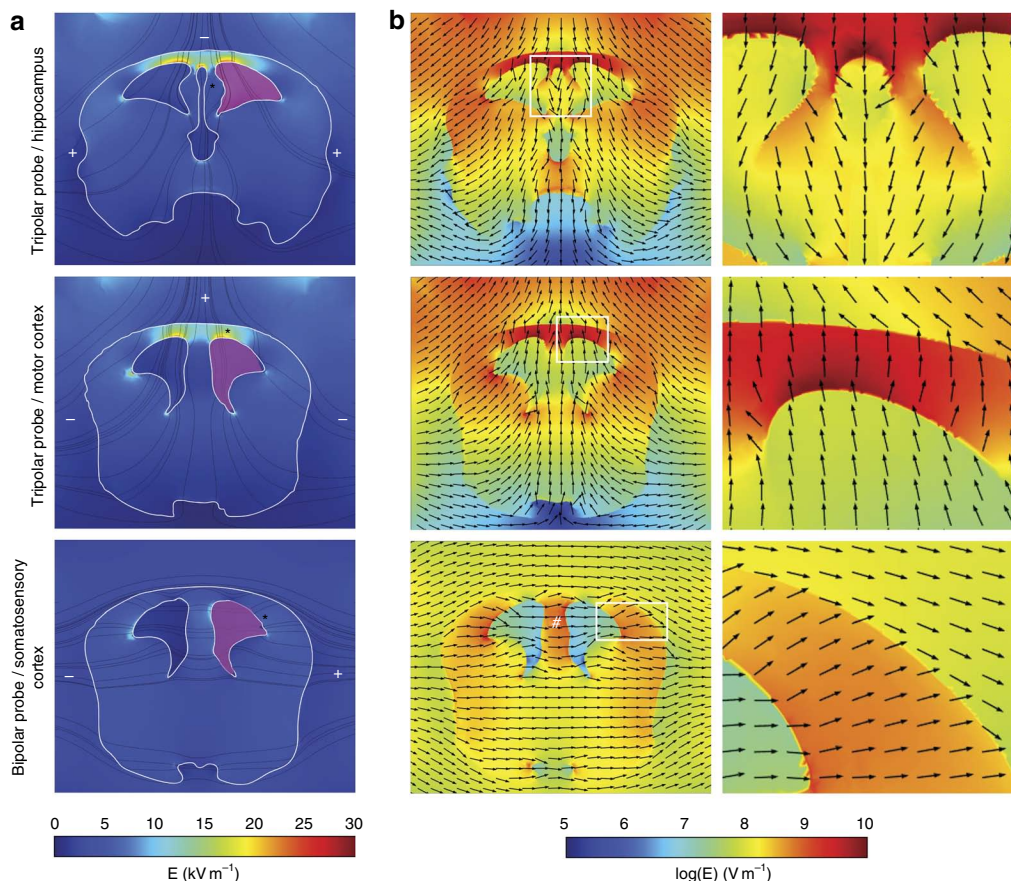 a
b
Tripolar probe / hippocampus
−
*
+
+
Tripolar probe / motor cortex
+
*
−
−
Bipolar probe / somatosensory
cortex
*
−
+
#
0 5 10 15 20 25 30
E (kV m⁻¹)
5 6 7 8 9 10
log(E) (V m⁻¹)